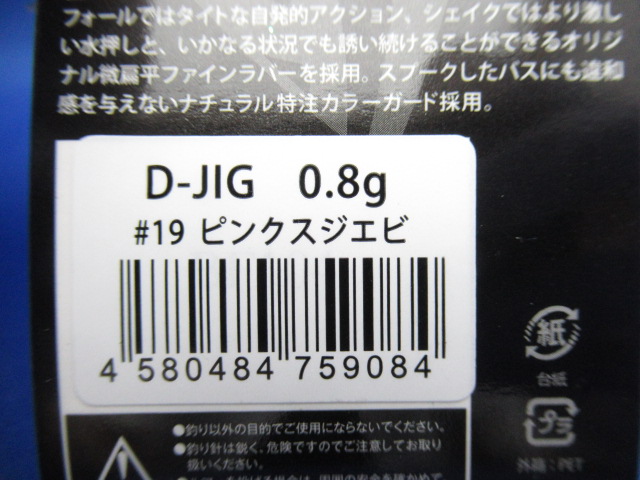 フォールではタイトな自発的アクション、シェイクではより激し
い水押しと、いかなる状況でも誘い続けることができるオリジ
ナル微扁平ファインラバーを採用。スプークしたバスにも違和
感を与えないナチュラル特注カラーガード採用。
D-JIG 0.8g
#19 ピンクスジエビ
4 580484 759084
紙
台紙
プラ
外箱:PET
●釣り以外の目的でご使用にならないでください。
●釣り針は鋭く、危険ですのでご注意してお取り
扱いください。